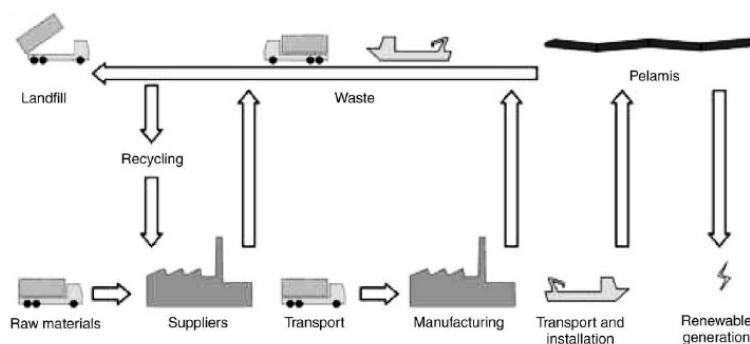 Landfill
Waste
Pelamis
Recycling
Raw materials
Suppliers
Transport
Manufacturing
Transport and
installation
Renewable
generation